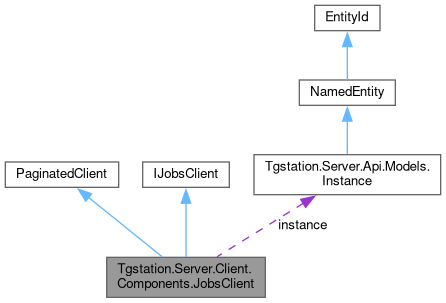 EntityId
NamedEntity
PaginatedClient
IJobsClient
Tgstation.Server.Api.Models.
Instance
instance
Tgstation.Server.Client.
Components.JobsClient